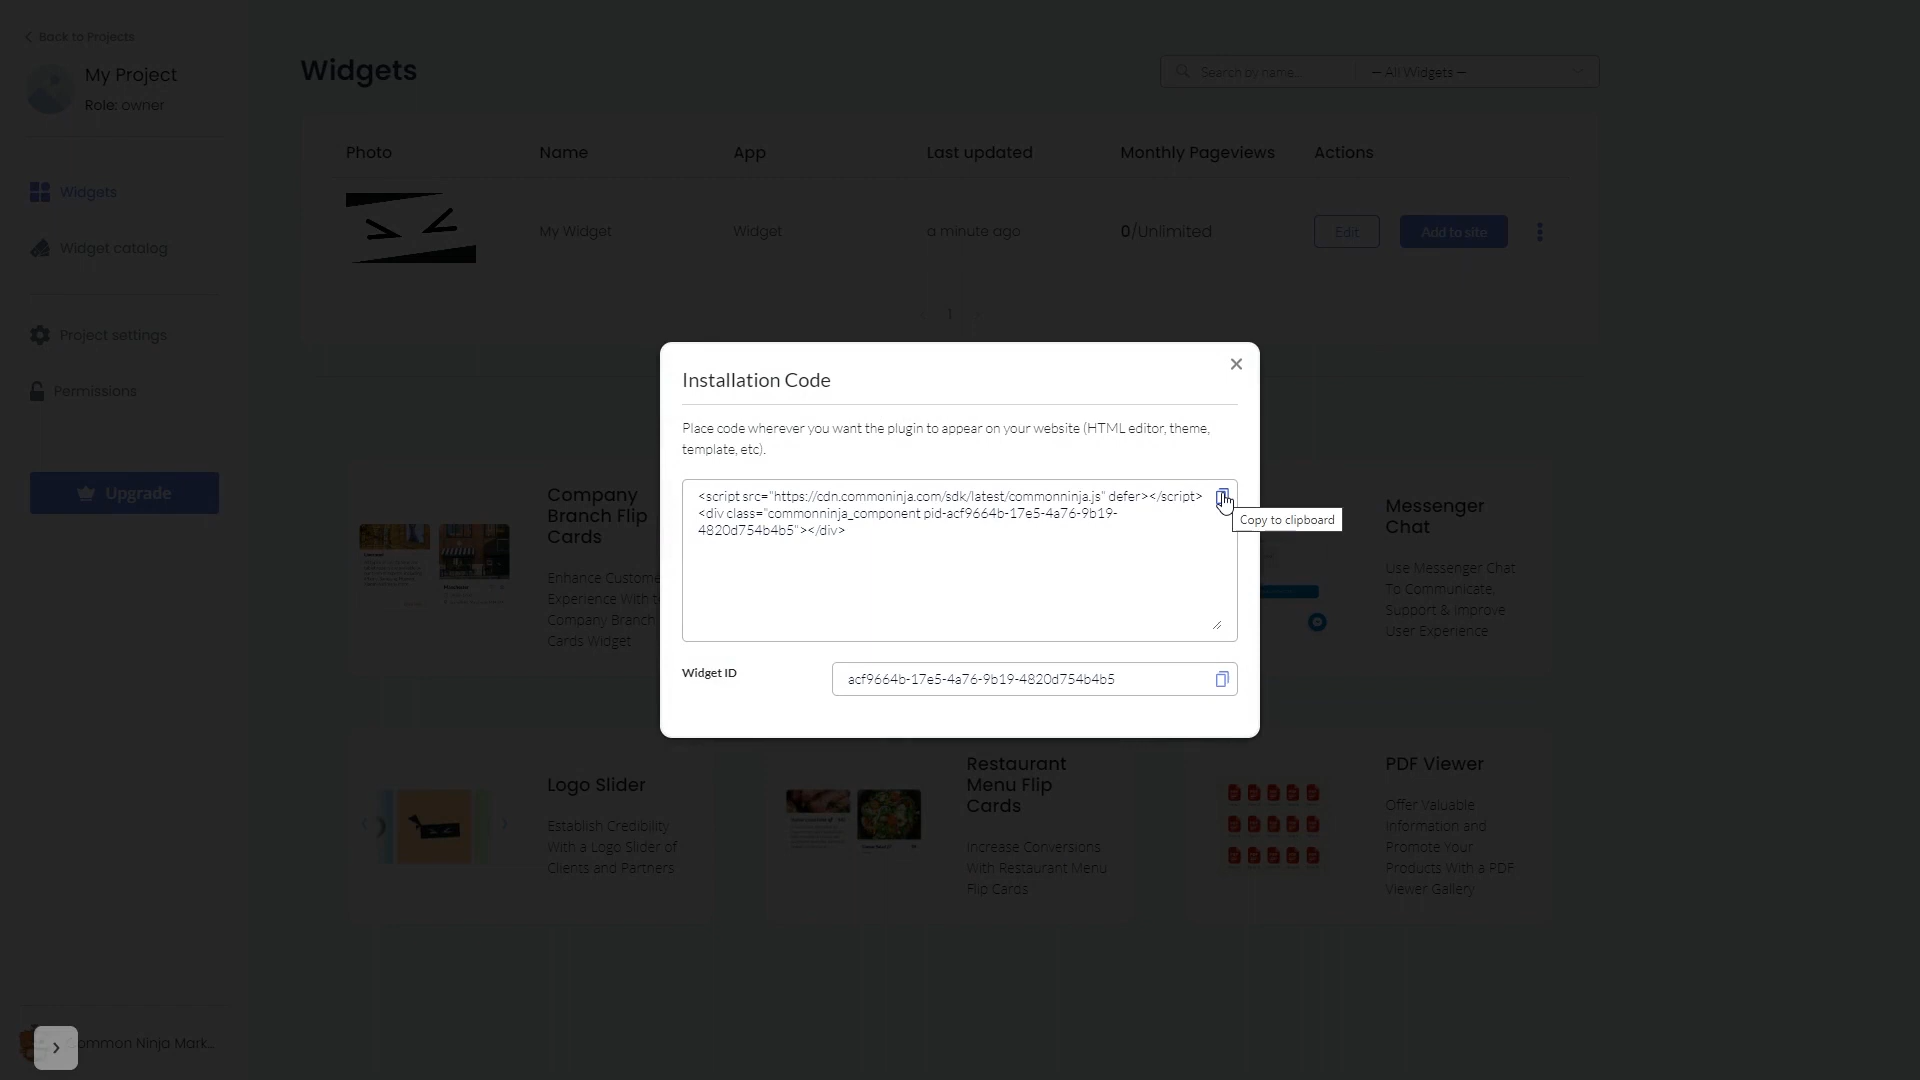 Back to Projects
My Project
Role: owner
Widgets
Widget catalog
Project settings
Permissions
Upgrade
Widgets
Search by name...
— All Widgets —
Photo
Name
App
Last updated
Monthly Pageviews
Actions
My Widget
Widget
a minute ago
0/Unlimited
Edit
Add to site
1
Installation Code
Place code wherever you want the plugin to appear on your website (HTML editor, theme,
template, etc).
<script src="https://cdn.commoninja.com/sdk/latest/commonninja.js" defer></script>
<div class="commonninja_component pid-acf9664b-17e5-4a76-9b19-
4820d754b4b5"></div>
Copy to clipboard
Widget ID
acf9664b-17e5-4a76-9b19-4820d754b4b5
Company
Branch Flip
Cards
Enhance Custome
Experience With
Company Branch
Cards Widget
Messenger
Chat
Use Messenger Chat
To Communicate,
Support & Improve
User Experience
Logo Slider
Establish Credibility
With a Logo Slider of
Clients and Partners
Restaurant
Menu Flip
Cards
Increase Conversions
With Restaurant Menu
Flip Cards
PDF Viewer
Offer Valuable
Information and
Promote Your
Products With a PDF
Viewer Gallery
ommon Ninja Mark...